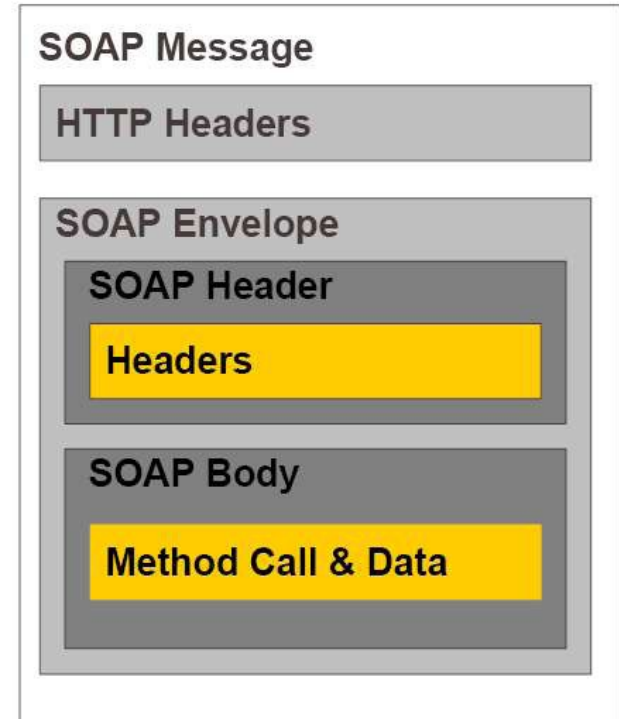 SOAP Message
HTTP Headers
SOAP Envelope
SOAP Header
Headers
SOAP Body
Method Call & Data